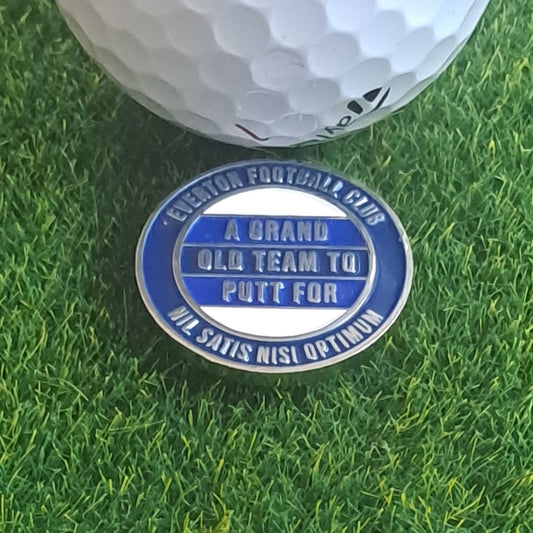 EVERTON FOOTBALL CLUB
A GRAND
OLD TEAM TO
PUTT FOR
NIL SATIS NISI OPTIMUM